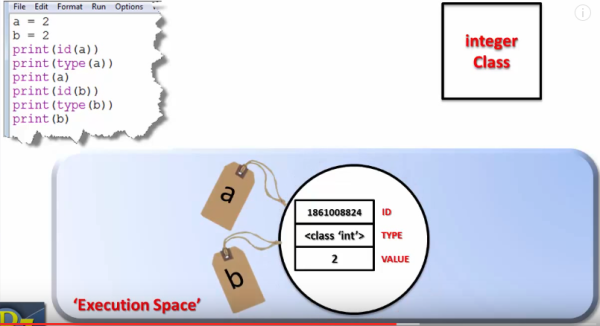 File Edit Format Run Options
a = 2
b = 2
print(id(a))
print(type(a))
print(a)
print(id(b))
print(type(b))
print(b)
integer
Class
i
a
1861008824 ID
<class 'int'> TYPE
2 VALUE
b
'Execution Space'